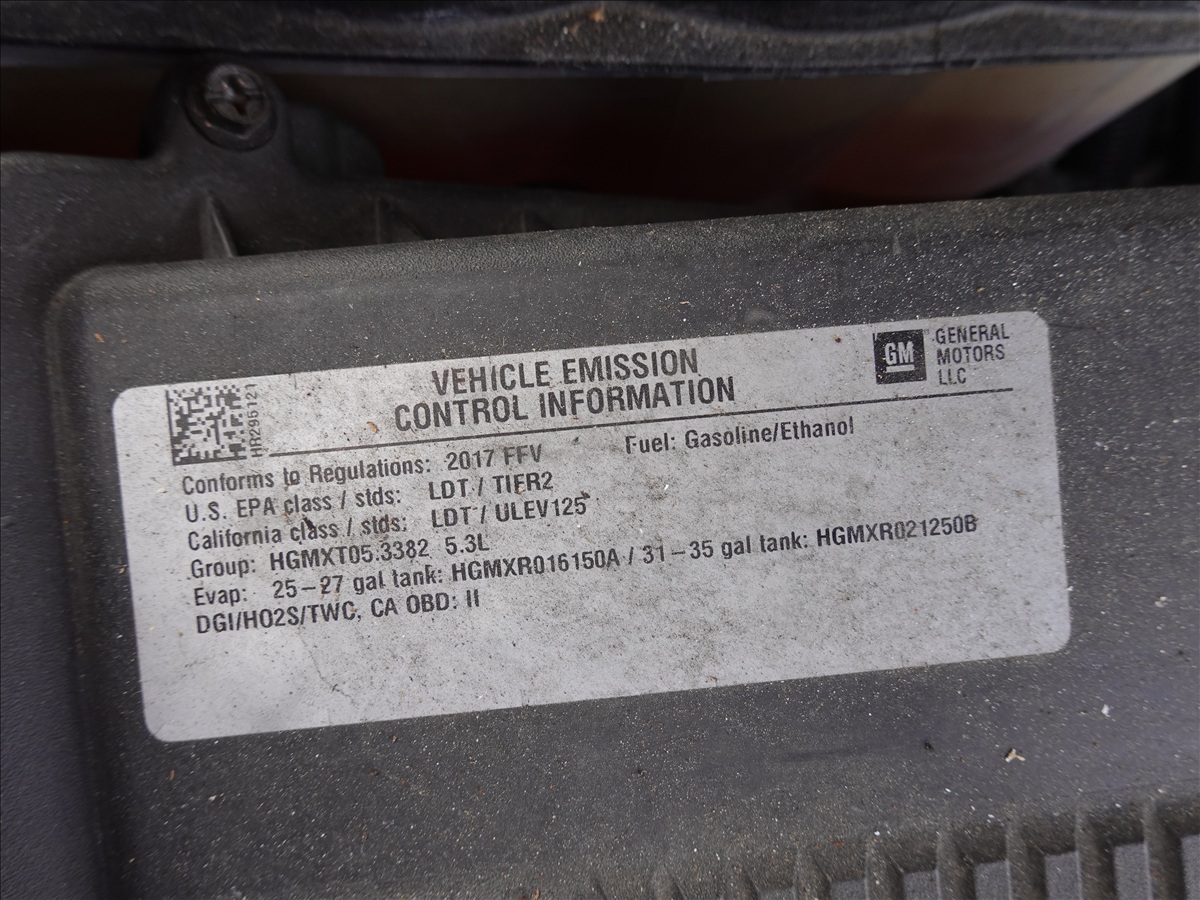 VEHICLE EMISSION
CONTROL INFORMATION
GM
GENERAL
MOTORS
LLC
HR295121
Conforms to Regulations: 2017 FFV Fuel: Gasoline/Ethanol
U.S. EPA class / stds: LDT / TIER2
California class / stds: LDT / ULEV125
Group: HGMXT05.3382 5.3L
Evap: 25-27 gal tank: HGMXR016150A / 31-35 gal tank: HGMXR021250B
DGI/HO2S/TWC, CA OBD: II